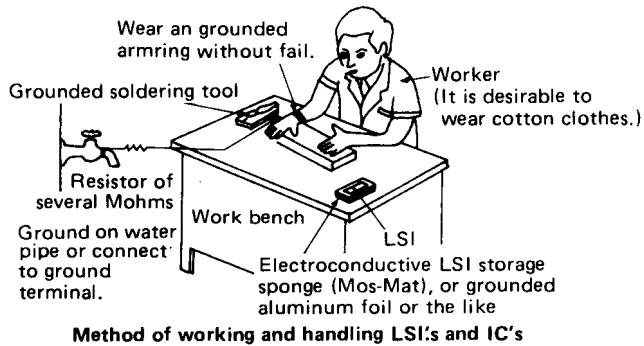 Wear an grounded
armring without fail.
Grounded soldering tool
Worker
(It is desirable to
wear cotton clothes.)
Resistor of
several Mohms
Ground on water
pipe or connect
to ground
terminal.
Work bench
LSI
Electroconductive LSI storage
sponge (Mos-Mat), or grounded
aluminum foil or the like
Method of working and handling LSI's and IC's